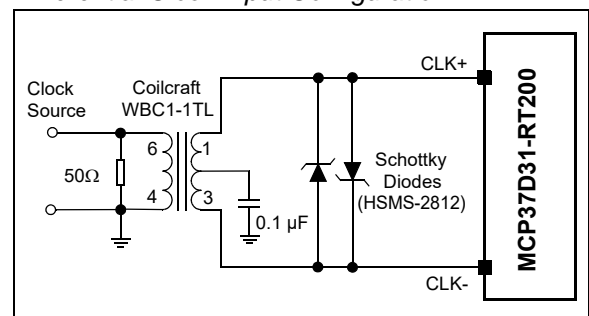 CLK+
Clock
Source
Coilcraft
WBC1-1TL
6
1
50Ω
4
3
0.1 µF
Schottky
Diodes
(HSMS-2812)
MCP37D31-RT200
CLK-